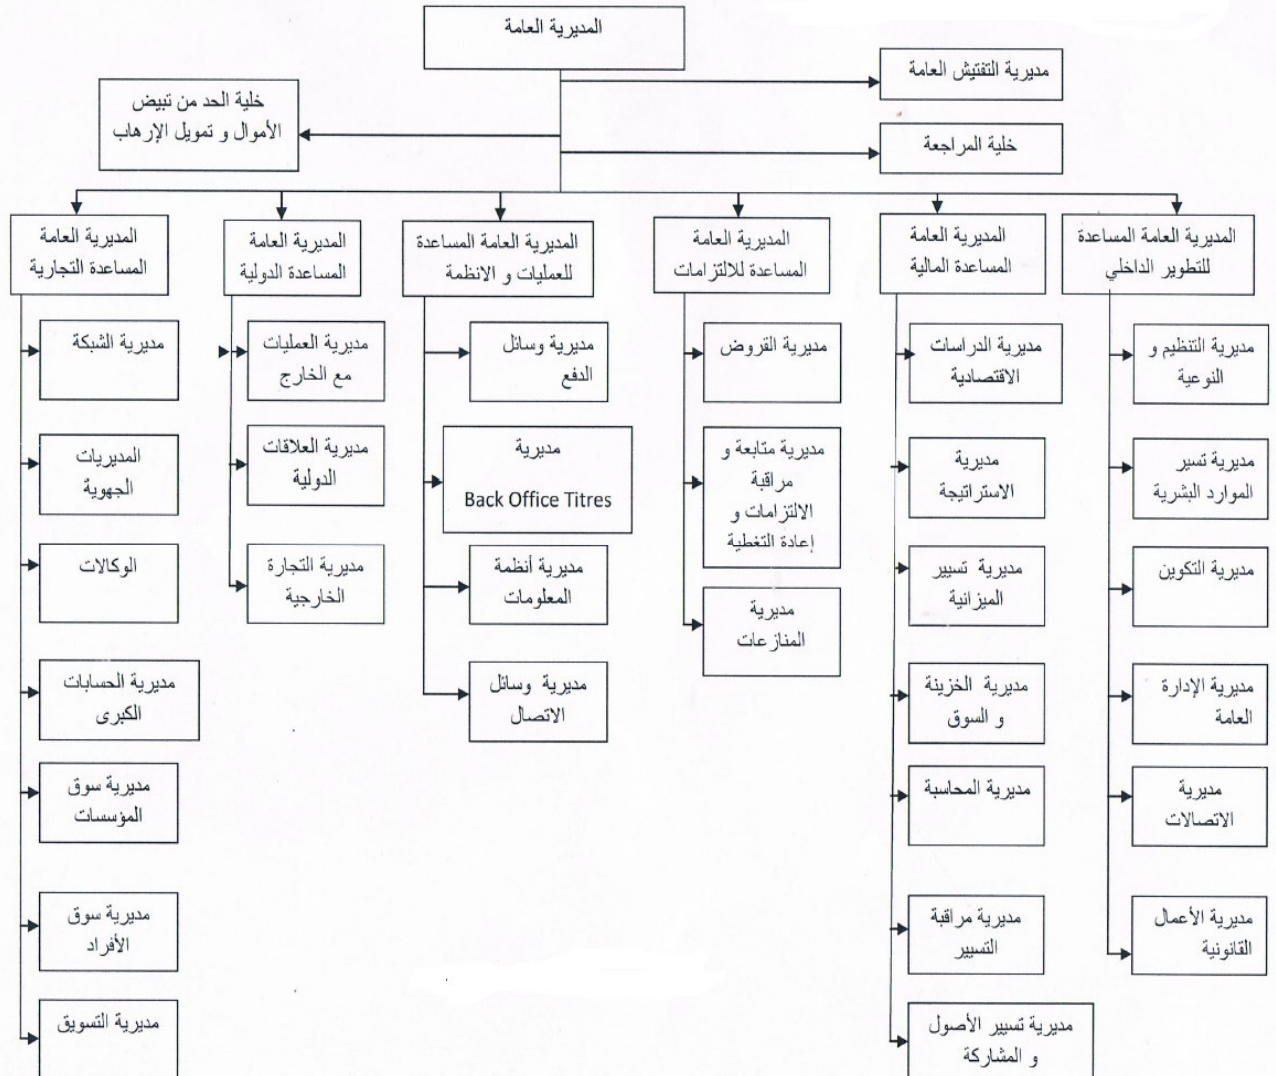 المديرية العامة
مديرية التفتيش العامة
خلية الحد من تبيض
الأموال و تمويل الإرهاب
خلية المراجعة
المديرية العامة المساعدة
للتطوير الداخلي
مديرية التنظيم و
النوعية
مديرية تسير
الموارد البشرية
مديرية التكوين
مديرية الإدارة
العامة
مديرية
الاتصالات
مديرية الأعمال
القانونية
المديرية العامة
المساعدة المالية
مديرية الدراسات
الاقتصادية
مديرية
الاستراتيجة
مديرية تسيير
الميزانية
مديرية الخزينة
و السوق
مديرية المحاسبة
مديرية مراقبة
التسيير
مديرية تسيير الأصول
و المشاركة
المديرية العامة
المساعدة للالتزامات
مديرية القروض
مديرية متابعة و
مراقبة
الالتزامات و
إعادة التغطية
مديرية
المنازعات
المديرية العامة المساعدة
للعمليات و الانظمة
مديرية وسائل
الدفع
مديرية
Back Office Titres
مديرية أنظمة
المعلومات
مديرية وسائل
الاتصال
المديرية العامة
المساعدة الدولية
مديرية العمليات
مع الخارج
مديرية العلاقات
الدولية
مديرية التجارة
الخارجية
المديرية العامة
المساعدة التجارية
مديرية الشبكة
المديريات
الجهوية
الوكالات
مديرية الحسابات
الكبرى
مديرية سوق
المؤسسات
مديرية سوق
الأفراد
مديرية التسويق